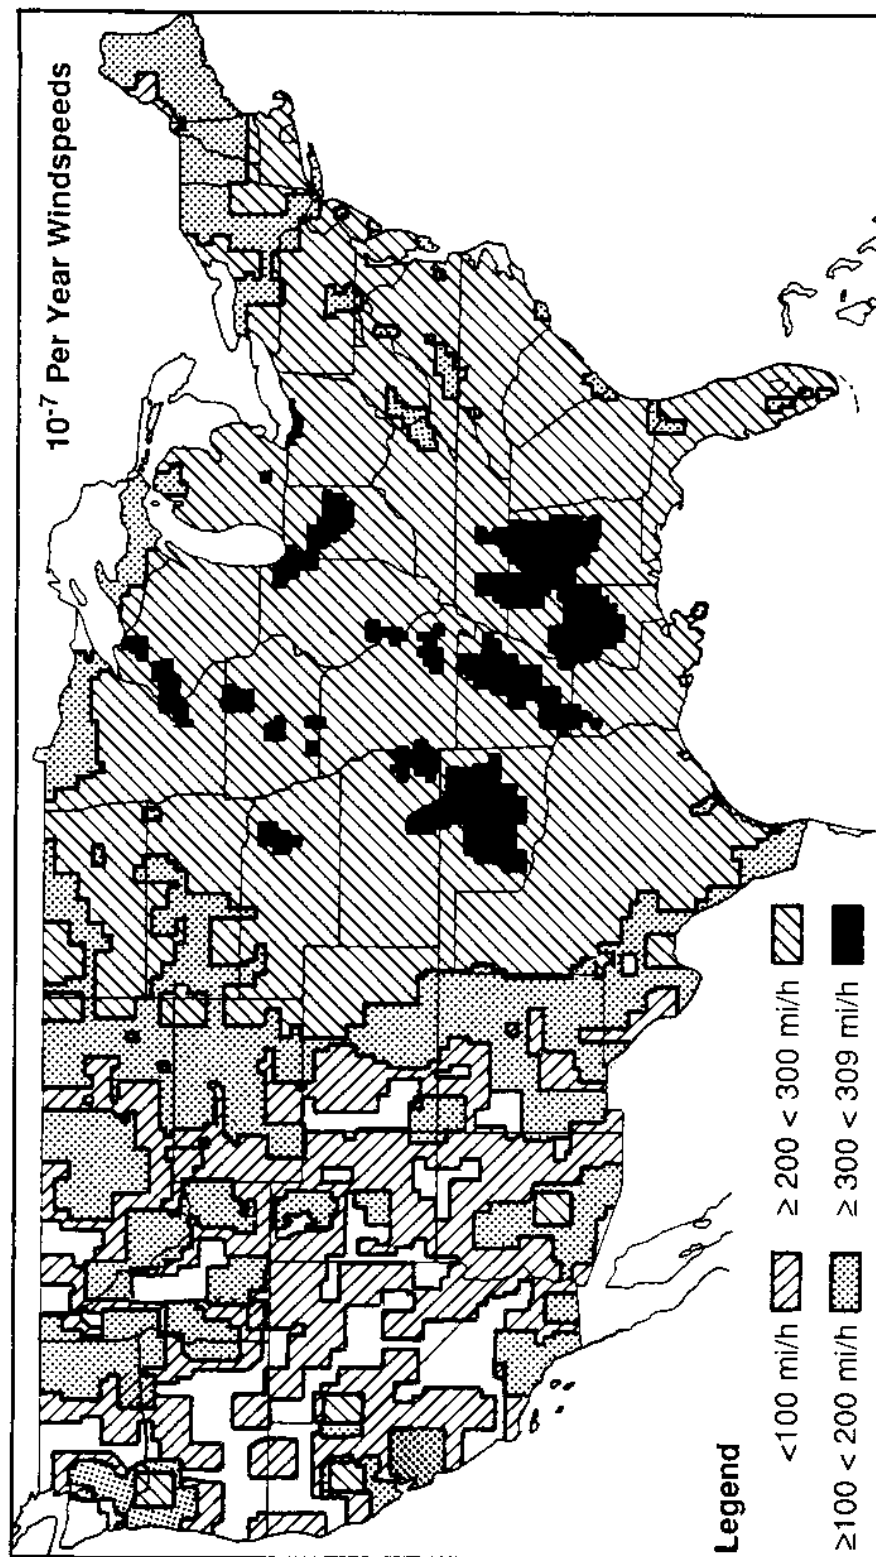 10-7 Per Year Windspeeds
Legend
<100 mi/h
≥ 200 < 300 mi/h
≥100 < 200 mi/h
≥ 300 < 309 mi/h